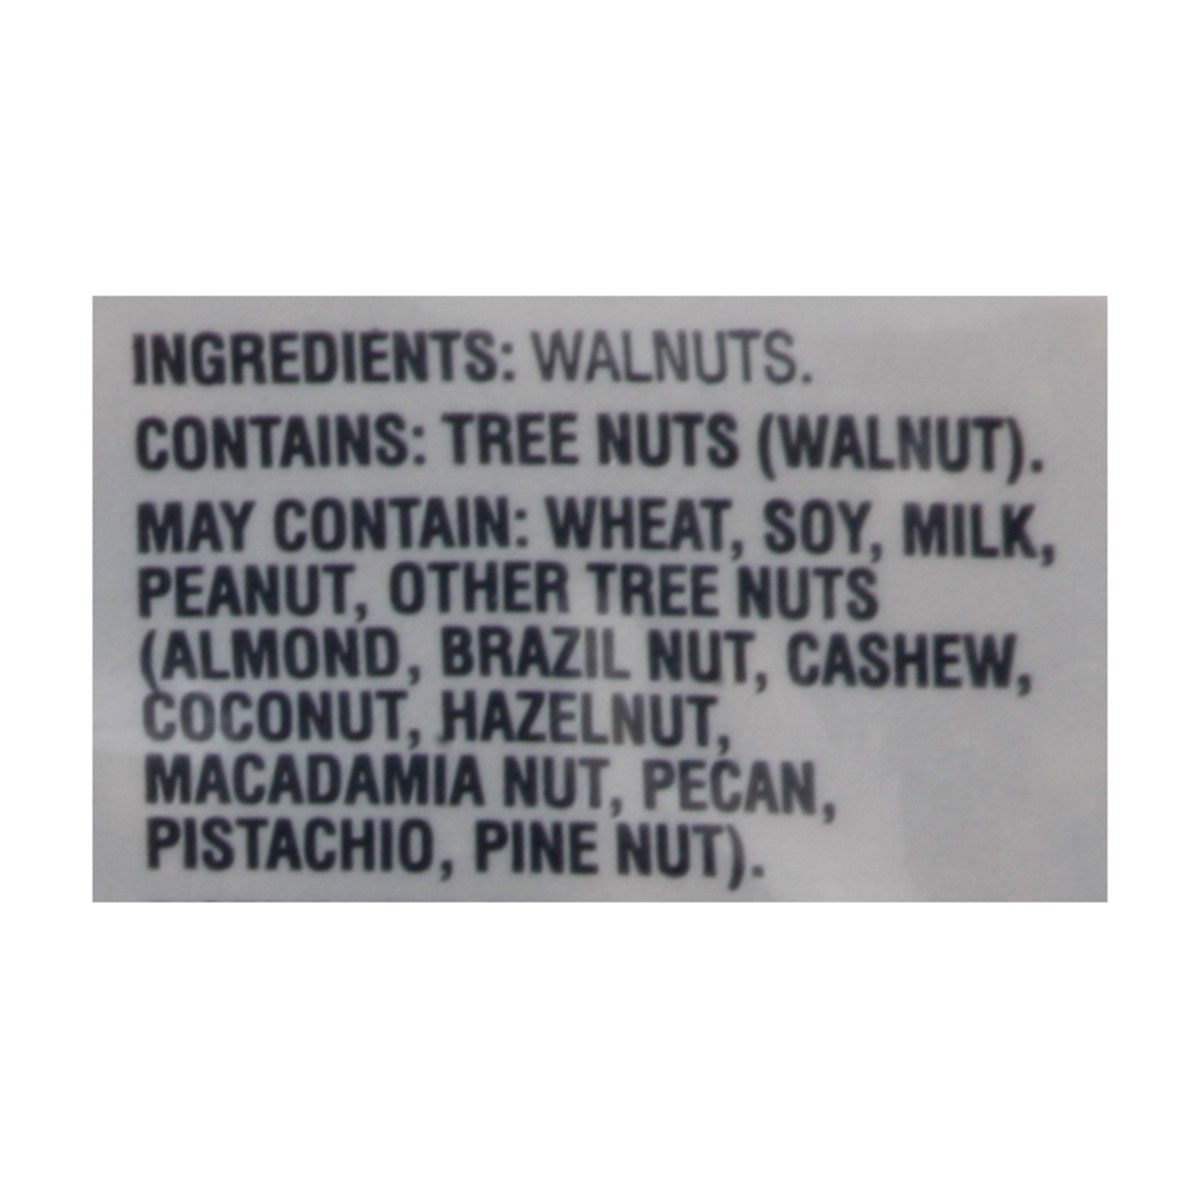 INGREDIENTS: WALNUTS.
CONTAINS: TREE NUTS (WALNUT).
MAY CONTAIN: WHEAT, SOY, MILK,
PEANUT, OTHER TREE NUTS
(ALMOND, BRAZIL NUT, CASHEW,
COCONUT, HAZELNUT,
MACADAMIA NUT, PECAN,
PISTACHIO, PINE NUT).